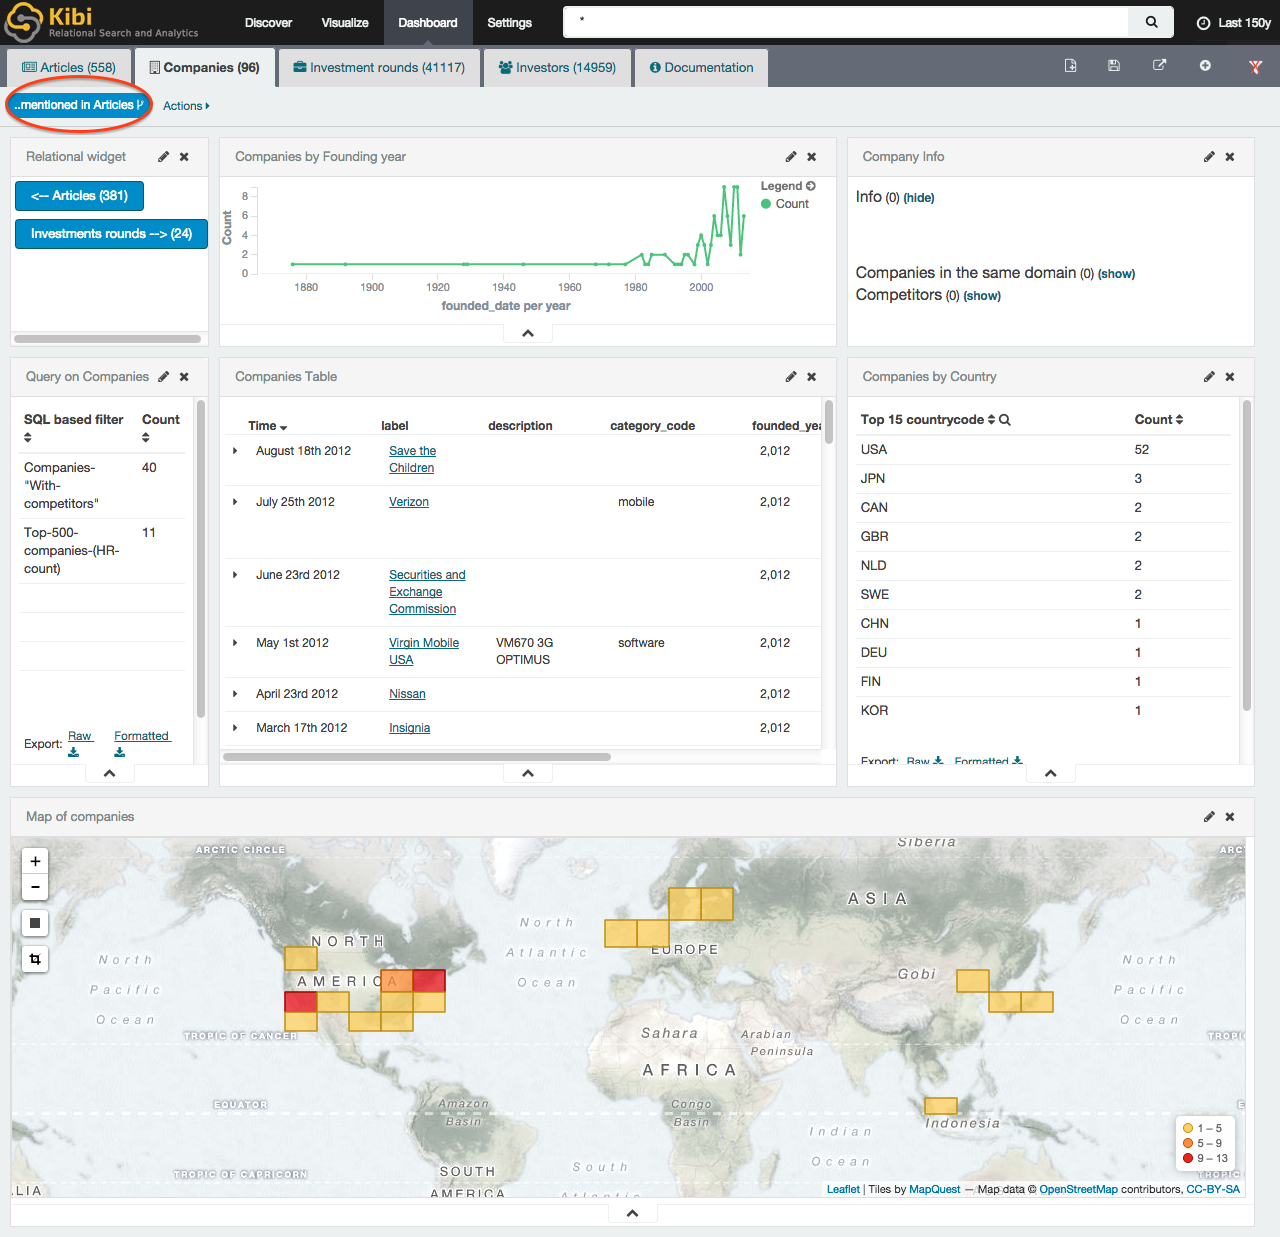 Kibi
Relational Search and Analytics
Discover Visualize Dashboard Settings
*
Last 150y
Articles (558) Companies (96) Investment rounds (41117) Investors (14959) Documentation
..mentioned in Articles Actions
Relational widget
<-- Articles (381)
Investments rounds --> (24)
Companies by Founding year
Legend
Count
Count
8
6
4
2
0
1880 1900 1920 1940 1960 1980 2000
founded_date per year
Company Info
Info (0) (hide)
Companies in the same domain (0) (show)
Competitors (0) (show)
Query on Companies
SQL based filter Count
Companies-
"With-
competitors" 40
Top-500-
companies-(HR-
count) 11
Export: Raw Formatted
Companies Table
Time label description category_code founded_yea
August 18th 2012 Save the
Children 2,012
July 25th 2012 Verizon mobile 2,012
June 23rd 2012 Securities and
Exchange
Commission 2,012
May 1st 2012 Virgin Mobile
USA VM670 3G
OPTIMUS software 2,012
April 23rd 2012 Nissan 2,012
March 17th 2012 Insignia 2,012
Companies by Country
Top 15 countrycode Count
USA 52
JPN 3
CAN 2
GBR 2
NLD 2
SWE 2
CHN 1
DEU 1
FIN 1
KOR 1
Export: Raw Formatted
Map of companies
+
−
ARCTIC CIRCLE
Siberia
ARC
ASIA
NORTH
AMERICA
North
Atlantic
Ocean
EUROPE
Gobi
North
Pacific
Ocean
North
Pacific
Ocean
TROPIC OF CANCER
TROPI
Sahara
Arabian
Peninsula
AFRICA
EQUATOR
E
Amazon
Basin
Congo
Basin
Indonesia
Indian
Ocean
TROPIC OF CAPRICORN
TROPIC
SOUTH
AMERICA
South
Atlantic
LIA
1 – 5
5 – 9
9 – 13
Leaflet | Tiles by MapQuest — Map data © OpenStreetMap contributors, CC-BY-SA